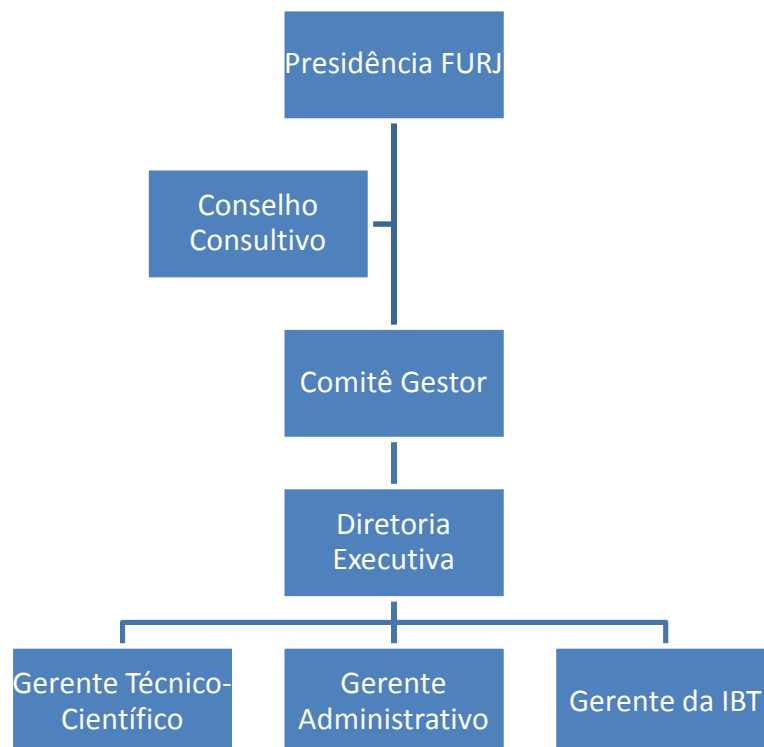 Presidência FURJ
Conselho
Consultivo
Comitê Gestor
Diretoria
Executiva
Gerente Técnico-
Científico
Gerente
Administrativo
Gerente da IBT